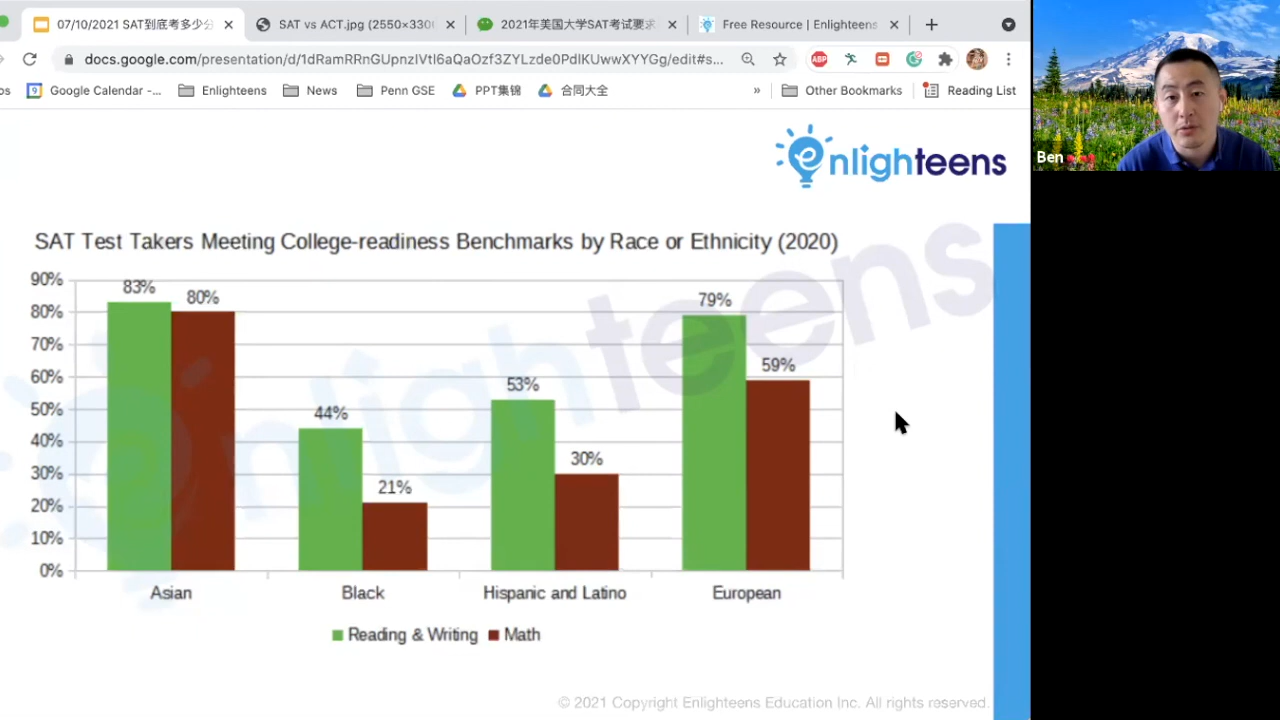 07/10/2021 SAT到底考多少分
SAT vs ACT.jpg (2550×330
2021年美国大学SAT考试要求
Free Resource | Enlighteens
docs.google.com/presentation/d/1dRamRRnGUpnzIVtl6aQaOzf3ZYLzde0PdlKUwwXYYGg/edit#s...
ABP
os
9 Google Calendar -...
Enlighteens
News
Penn GSE
PPT集锦
合同大全
»
Other Bookmarks
Reading List
Ben
enlighteens
SAT Test Takers Meeting College-readiness Benchmarks by Race or Ethnicity (2020)
90%
80%
70%
60%
50%
40%
30%
20%
10%
0%
83%
80%
44%
21%
53%
30%
79%
59%
Asian
Black
Hispanic and Latino
European
Reading & Writing
Math
enlighteens
© 2021 Copyright Enlighteens Education Inc. All rights reserved.